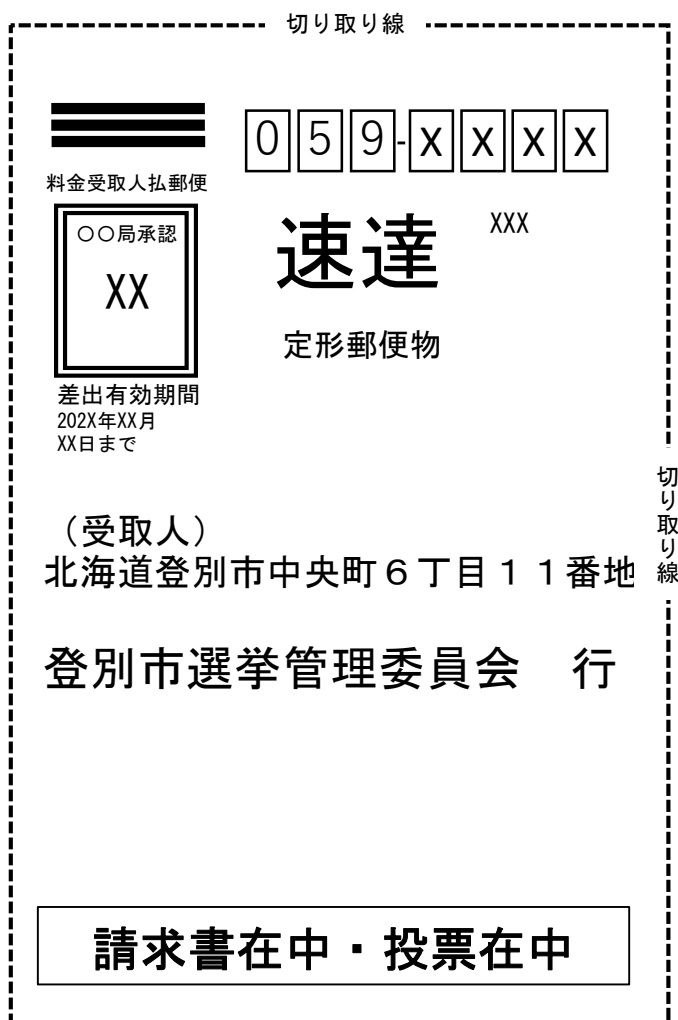 切り取り線
059-xxxx
料金受取人払郵便
〇〇局承認
XX
速達
XXX
定形郵便物
差出有効期間
202X年XX月
XX日まで
切り取り線
（受取人）
北海道登別市中央町６丁目１１番地
登別市選挙管理委員会　行
請求書在中・投票在中